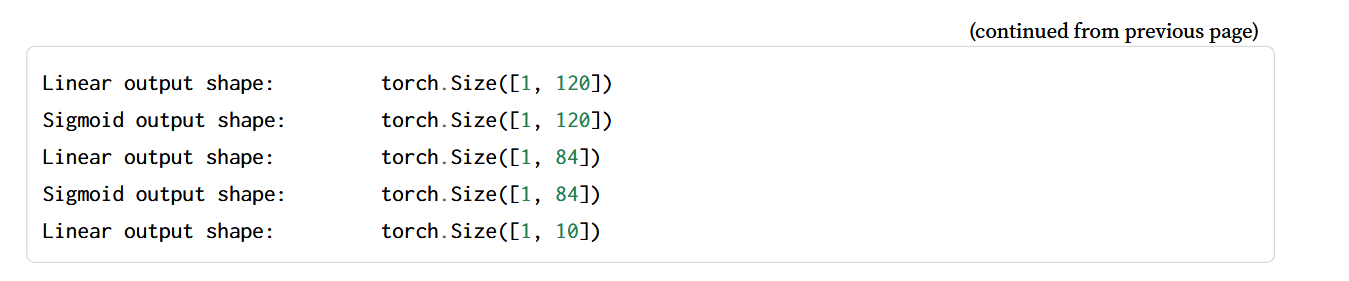 (continued from previous page)
Linear output shape: torch.Size([1, 120])
Sigmoid output shape: torch.Size([1, 120])
Linear output shape: torch.Size([1, 84])
Sigmoid output shape: torch.Size([1, 84])
Linear output shape: torch.Size([1, 10])